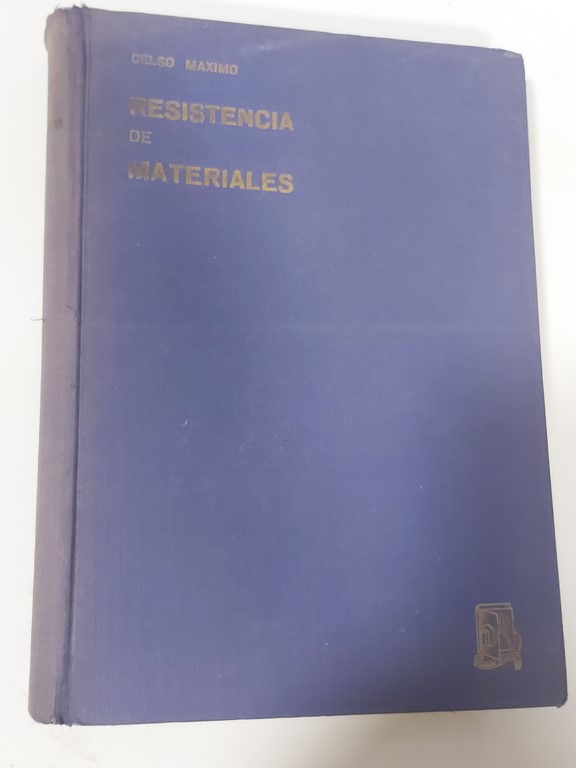 CELSO MAXIMO
RESISTENCIA
DE
MATERIALES